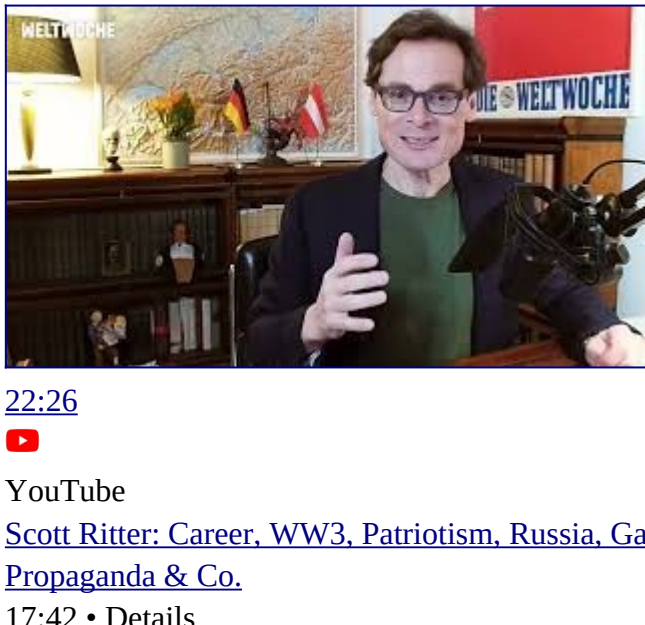 WELTWOCHE
DIE WELTWOCHE
22:26
YouTube
Scott Ritter: Career, WW3, Patriotism, Russia, Ga
Propaganda & Co.
17:42 • Details